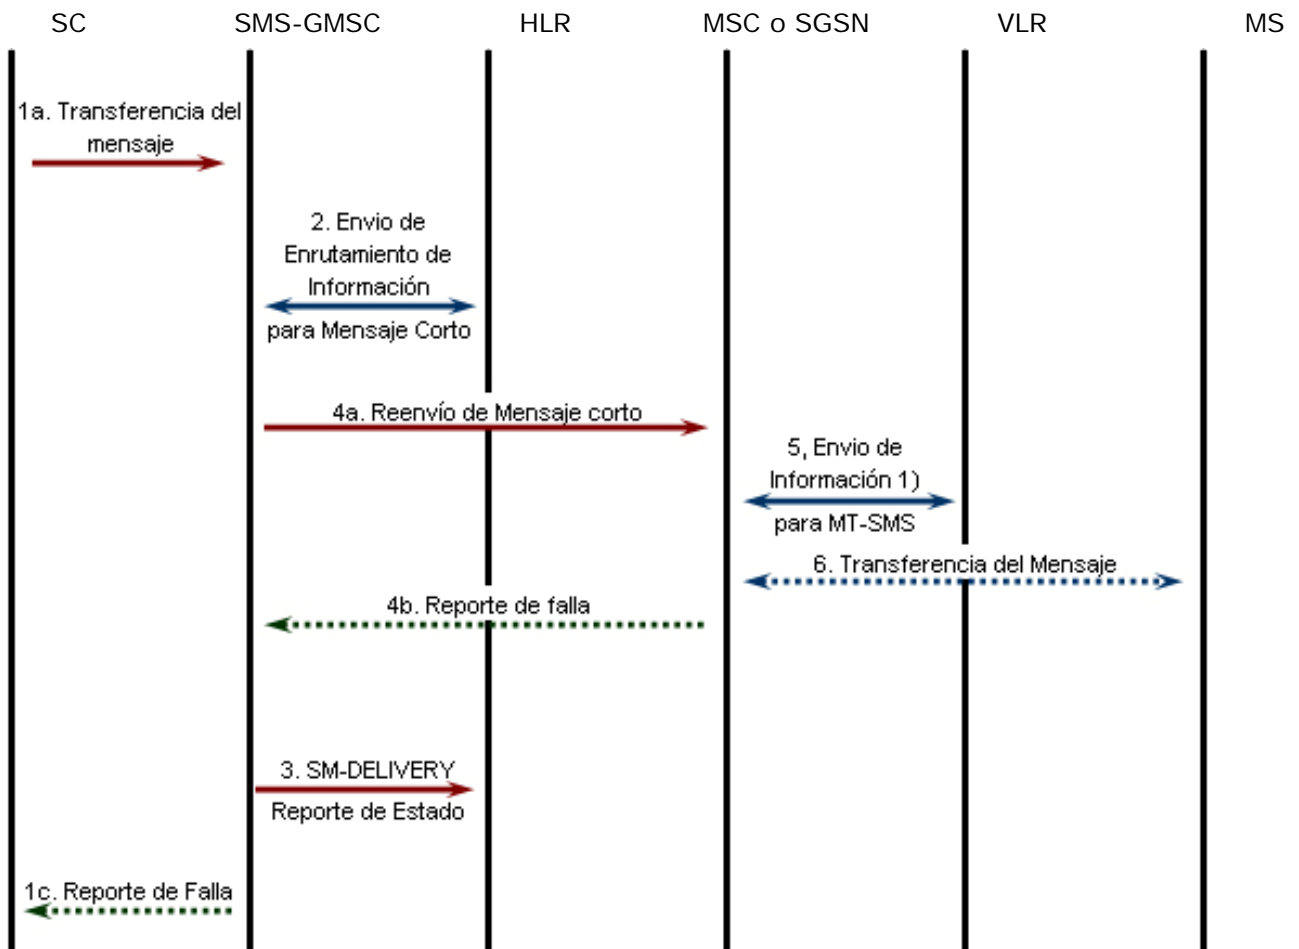 SC SMS-GMSC HLR MSC o SGSN VLR MS
1a. Transferencia del
mensaje
2. Envio de
Enrutamiento de
Información
para Mensaje Corto
4a. Reenvío de Mensaje corto
5, Envio de
Información 1)
para MT-SMS
6. Transferencia del Mensaje
4b. Reporte de falla
3. SM-DELIVERY
Reporte de Estado
1c. Reporte de Falla